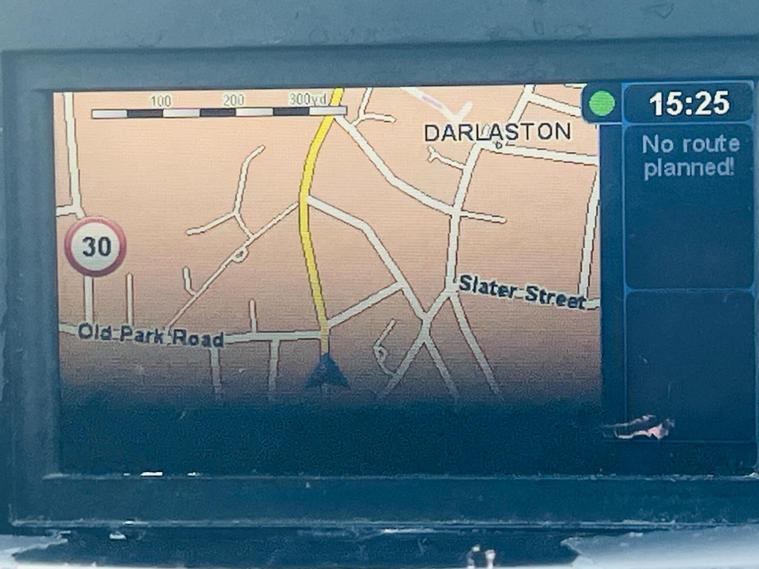 100 200 300yd
15:25
DARLASTON
No route
planned!
30
Slater Street
Old Park Road